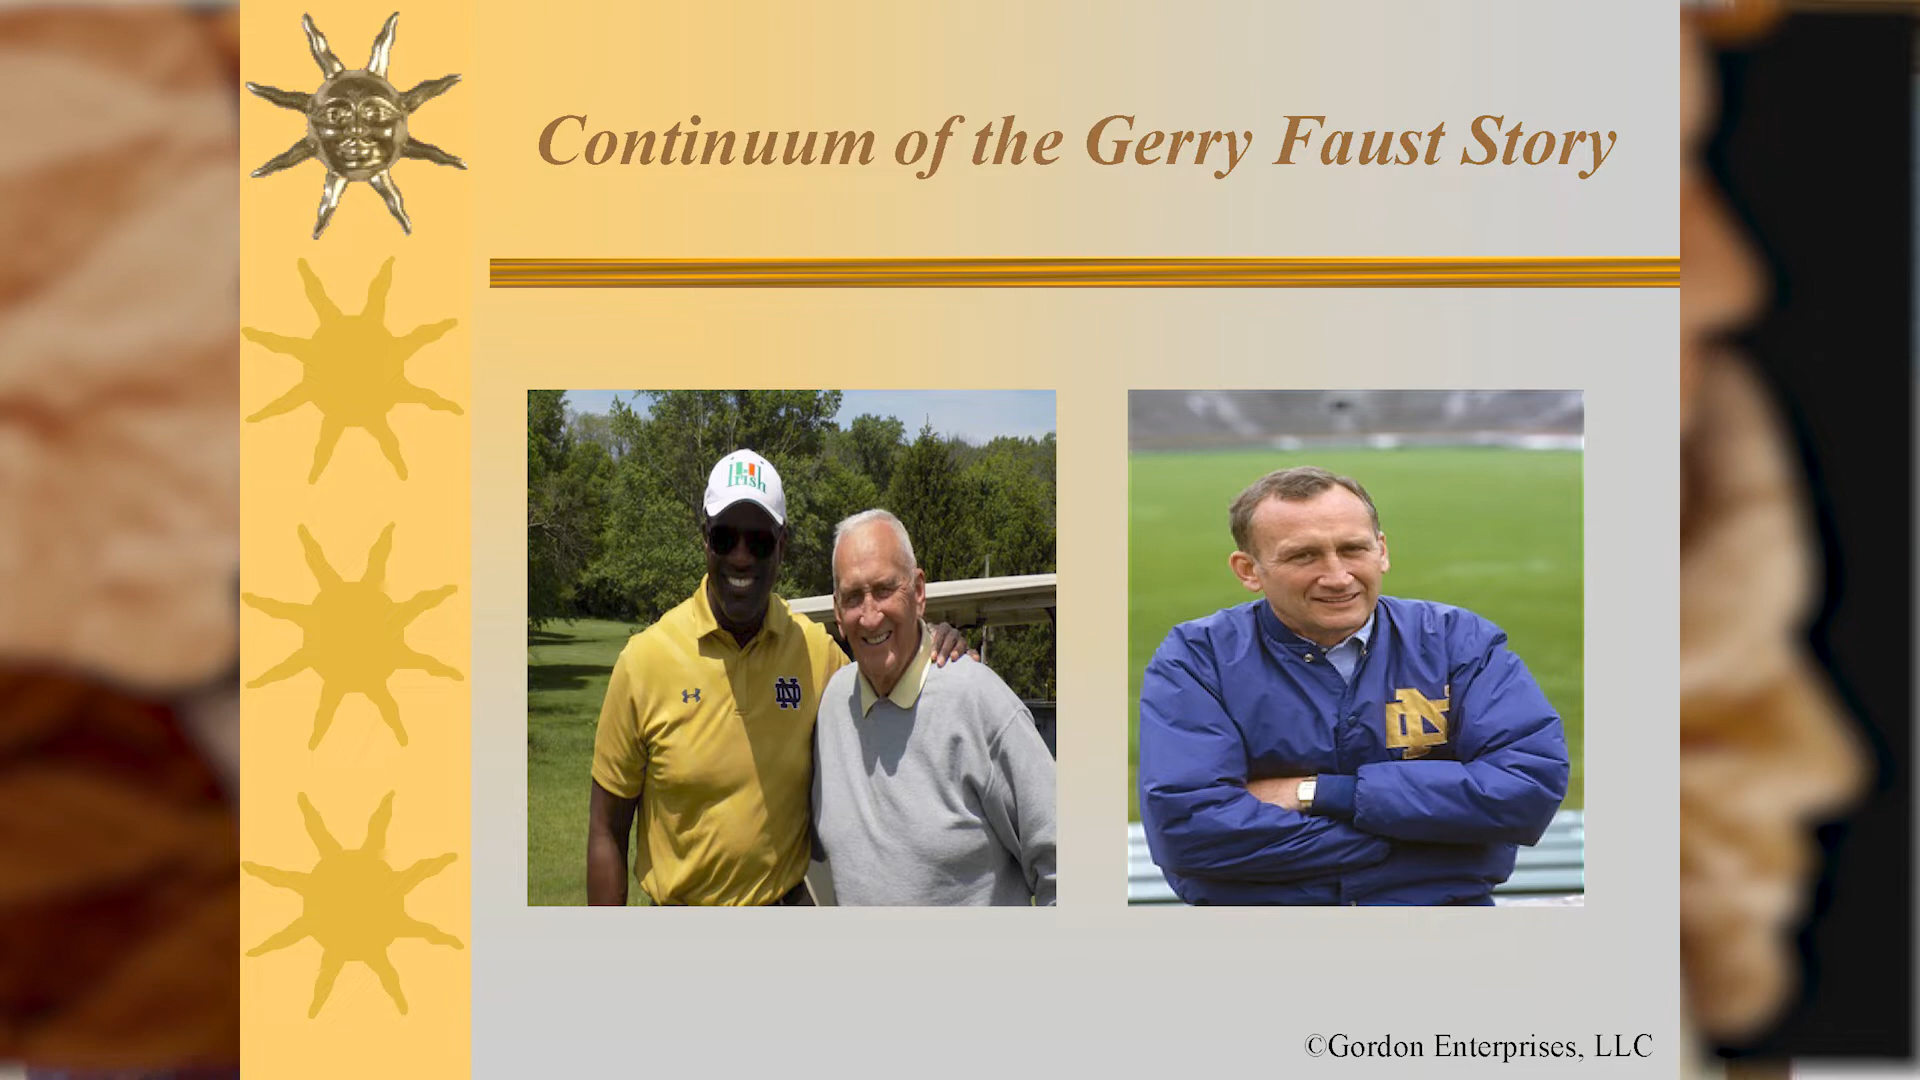 Continuum of the Gerry Faust Story
Irish
ND
ND
©Gordon Enterprises, LLC